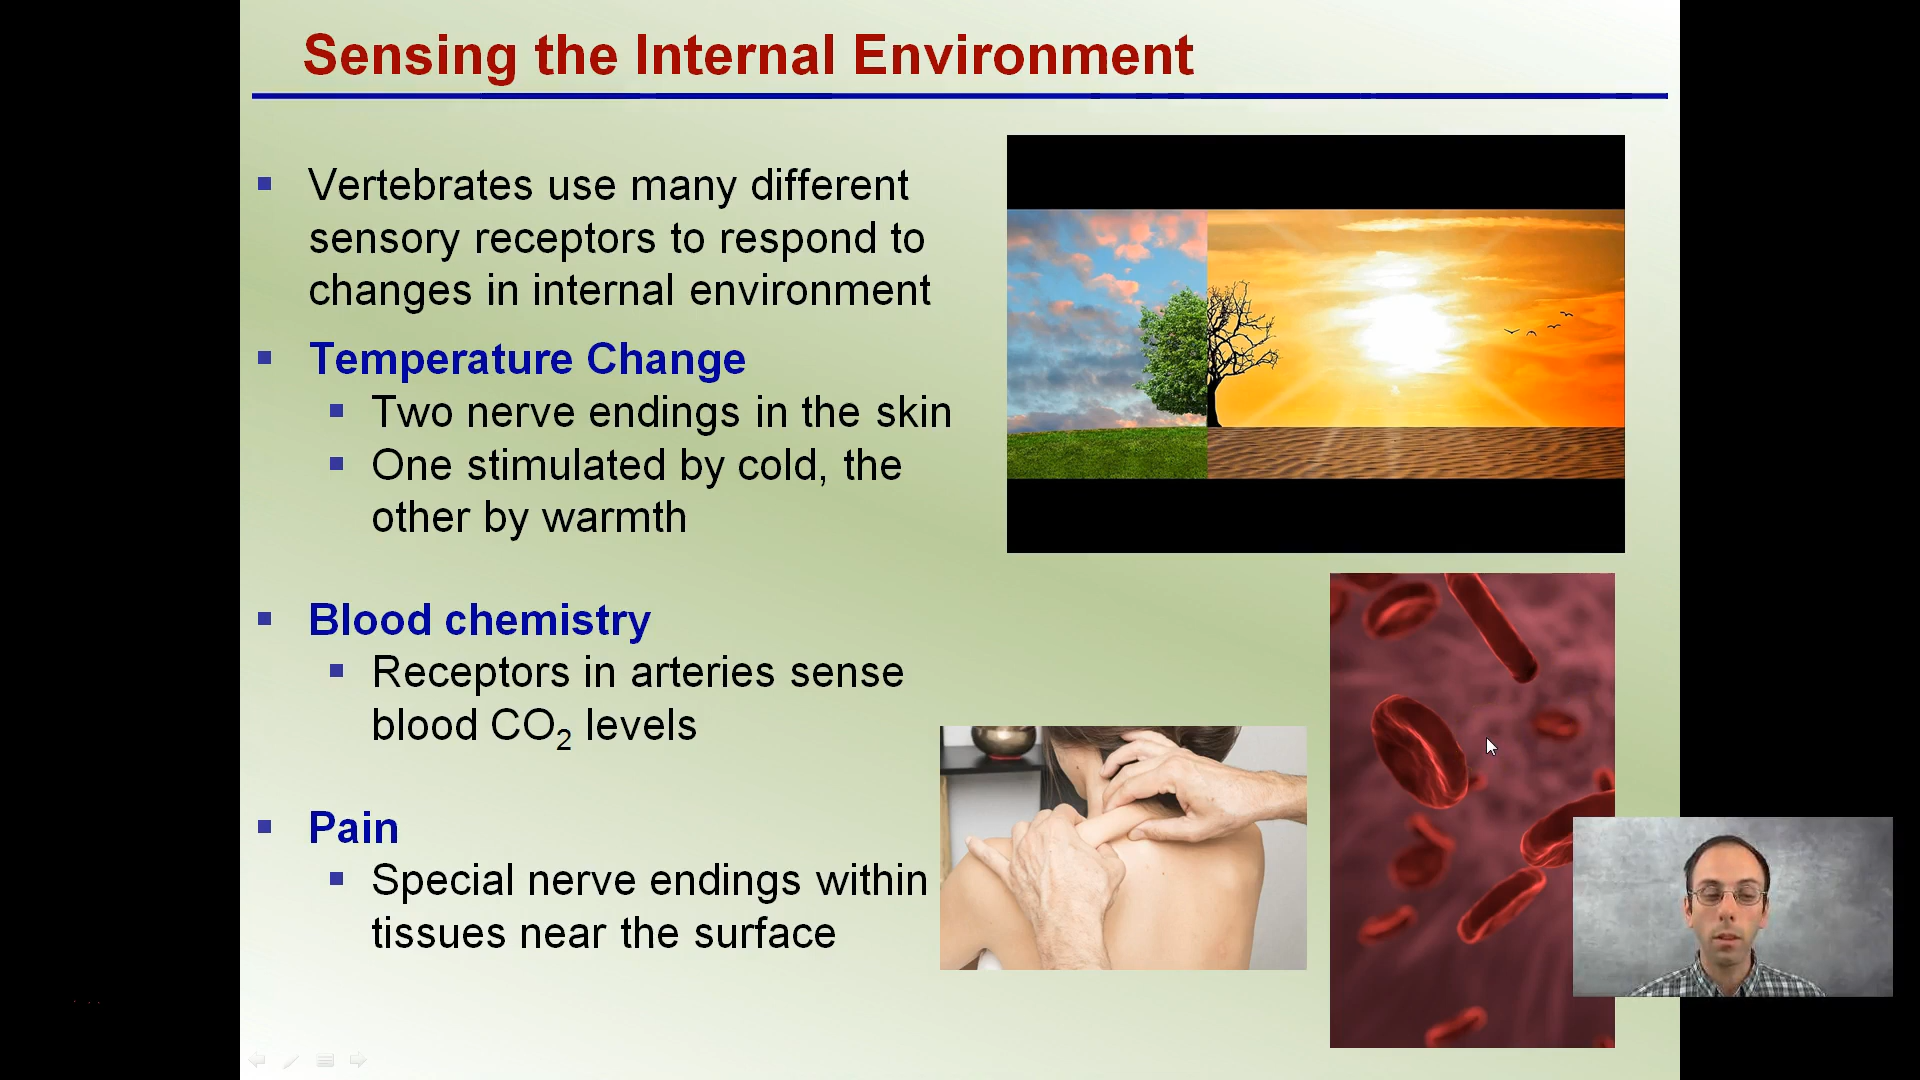 Sensing the Internal Environment
Vertebrates use many different
sensory receptors to respond to
changes in internal environment
Temperature Change
Two nerve endings in the skin
One stimulated by cold, the
other by warmth
Blood chemistry
Receptors in arteries sense
blood CO₂ levels
Pain
Special nerve endings within
tissues near the surface